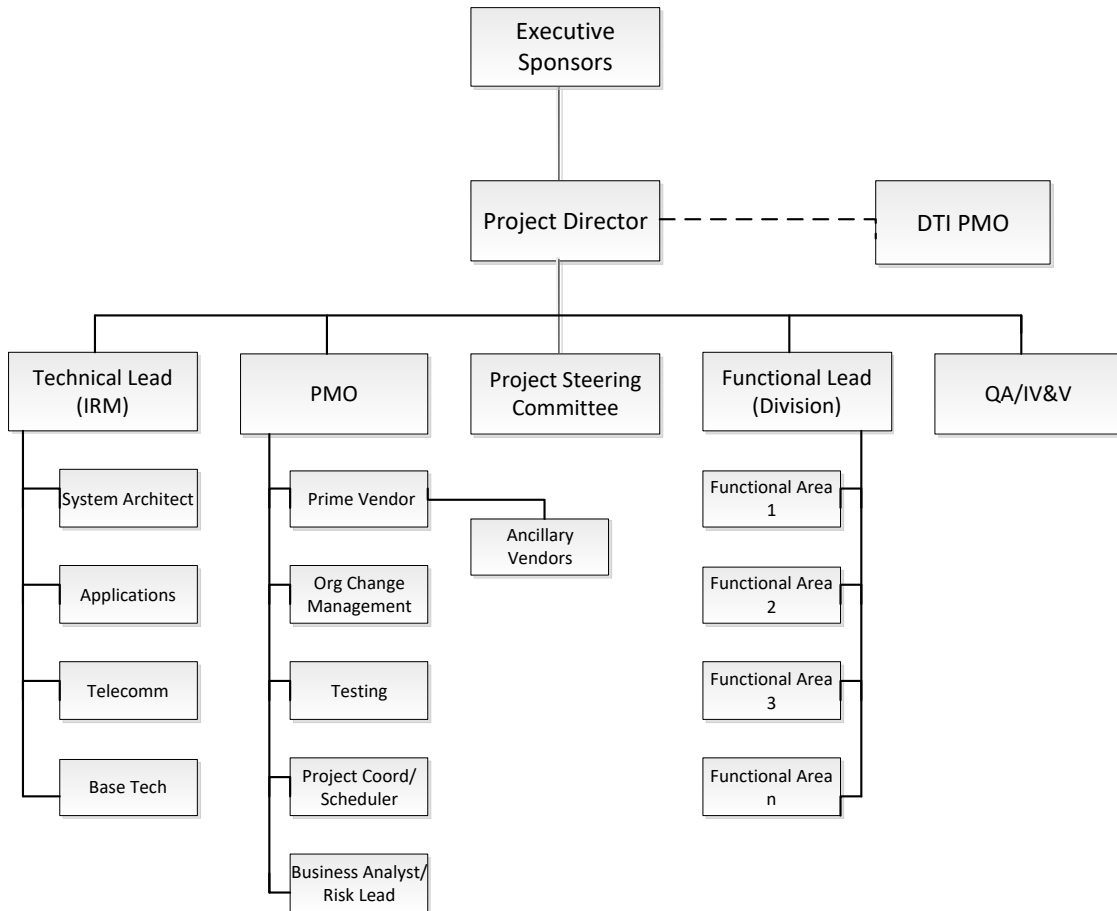 Executive
Sponsors
Project Director
DTI PMO
Technical Lead
(IRM)
PMO
Project Steering
Committee
Functional Lead
(Division)
QA/IV&V
System Architect
Applications
Telecomm
Base Tech
Prime Vendor
Ancillary
Vendors
Org Change
Management
Testing
Project Coord/
Scheduler
Business Analyst/
Risk Lead
Functional Area
1
Functional Area
2
Functional Area
3
Functional Area
n